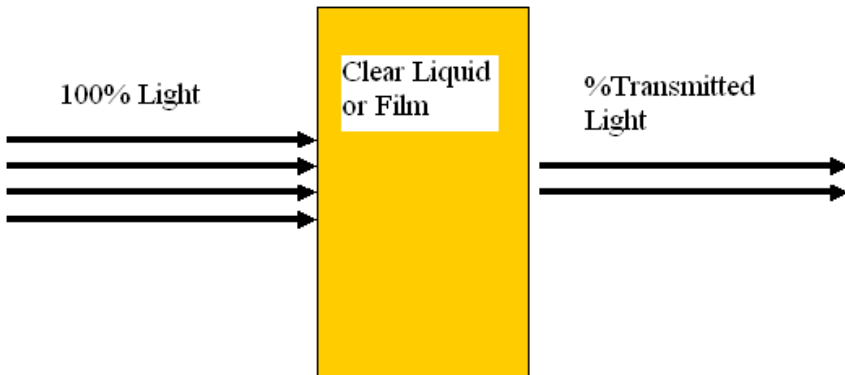 100% Light
Clear Liquid
or Film
%Transmitted
Light